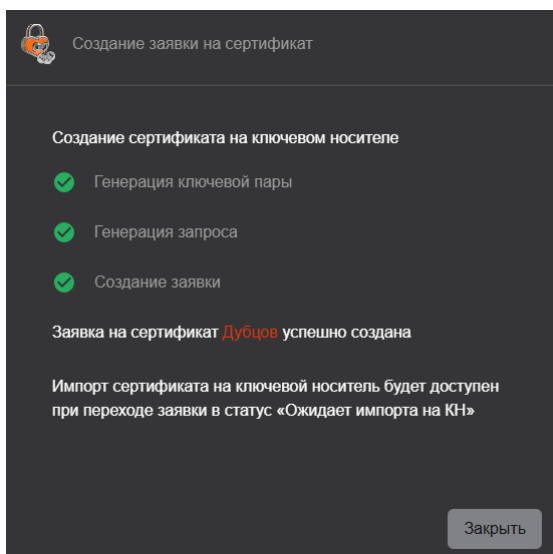 Создание заявки на сертификат
Создание сертификата на ключевом носителе
Генерация ключевой пары
Генерация запроса
Создание заявки
Заявка на сертификат Дубцов успешно создана
Импорт сертификата на ключевой носитель будет доступен
при переходе заявки в статус «Ожидает импорта на КН»
Закрыть